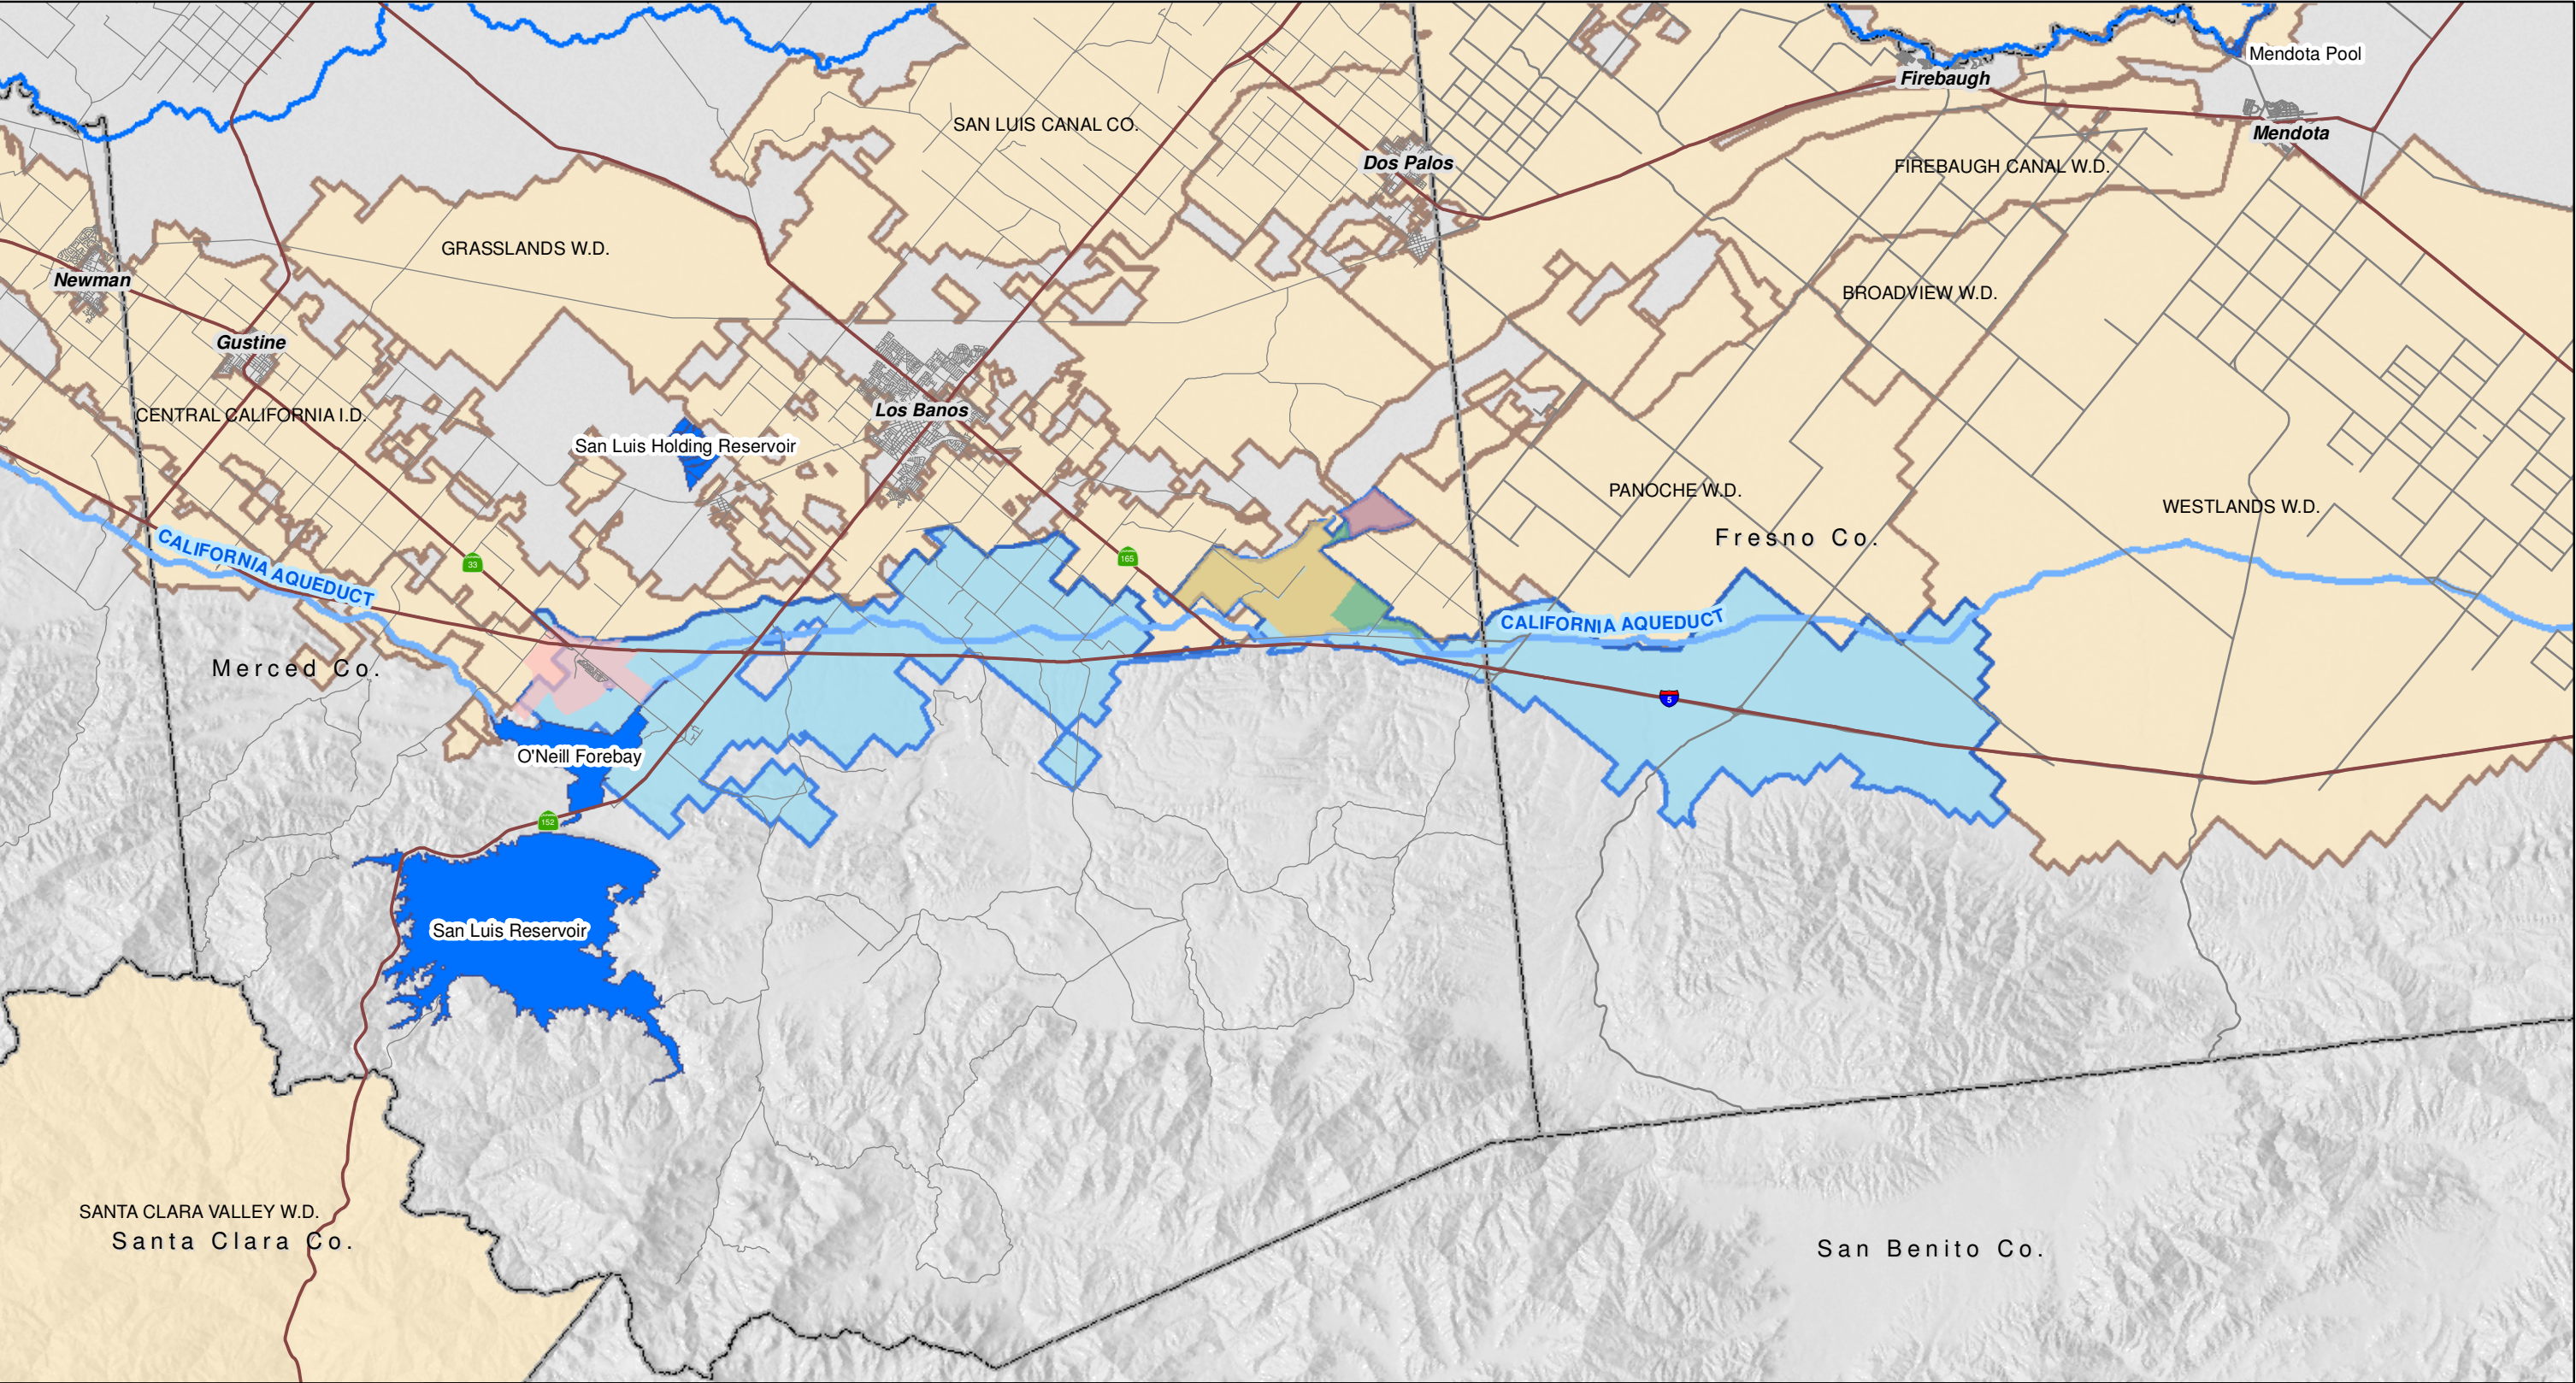 Mendota Pool
Firebaugh
SAN LUIS CANAL CO.
Mendota
Dos Palos
FIREBAUGH CANAL W.D.
GRASSLANDS W.D.
Newman
BROADVIEW W.D.
Gustine
Los Banos
CENTRAL CALIFORNIA I.D.
San Luis Holding Reservoir
PANOCHE W.D.
WESTLANDS W.D.
Fresno Co.
CALIFORNIA AQUEDUCT
165
33
CALIFORNIA AQUEDUCT
Merced Co.
5
O'Neill Forebay
152
San Luis Reservoir
SANTA CLARA VALLEY W.D.
Santa Clara Co.
San Benito Co.